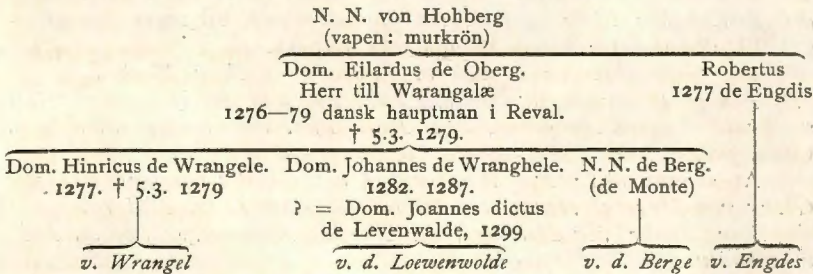 N. N. von Hohberg
(vapen: murkrön)
Dom. Eilardus de Oberg.
Herr till Warangalæ
1276—79 dansk hauptman i Reval.
† 5.3. 1279.
Robertus
1277 de Engdis
Dom. Hinricus de Wrangele.
1277. † 5.3. 1279
Dom. Johannes de Wranghele.
1282. 1287.
? = Dom. Joannes dictus
de Levenwalde, 1299
N. N. de Berg.
(de Monte)
v. Wrangel
v. d. Loewenwolde
v. d. Berge
v. Engdes